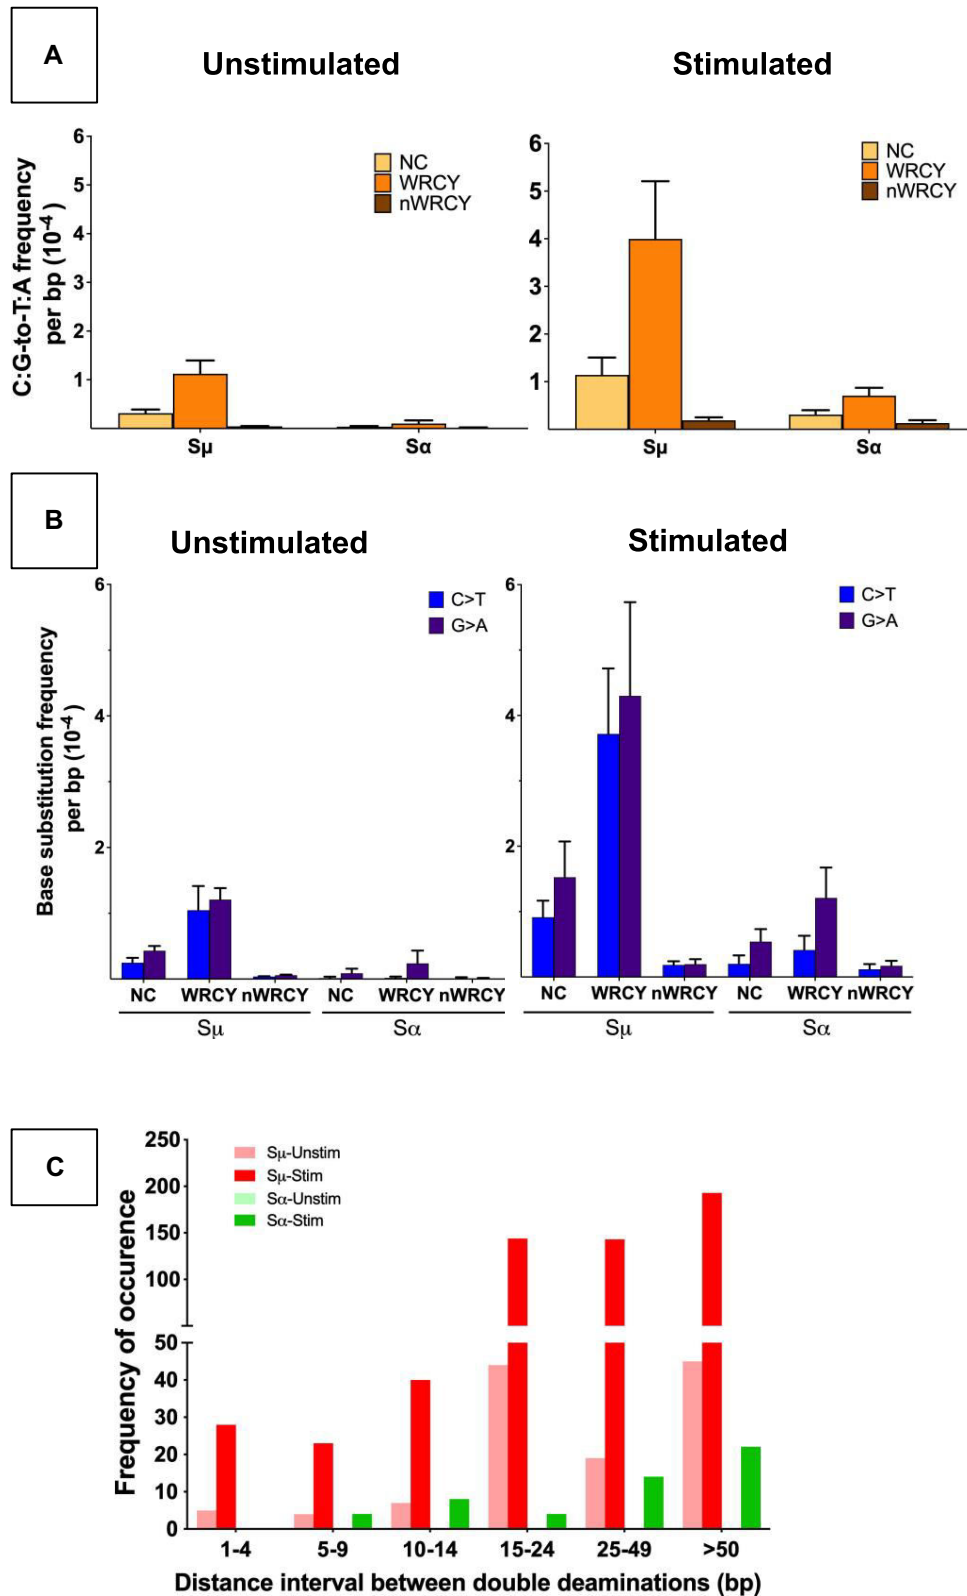 A
Unstimulated
Stimulated
C:G-to-T:A frequency
per bp (10⁻⁴)
6
5
4
3
2
1
NC
WRCY
nWRCY
Sμ
Sα
6
5
4
3
2
1
NC
WRCY
nWRCY
Sμ
Sα
B
Unstimulated
Stimulated
Base substitution frequency
per bp (10⁻⁴)
6
4
2
C>T
G>A
NC WRCY nWRCY NC WRCY nWRCY
Sμ Sα
6
4
2
C>T
G>A
NC WRCY nWRCY NC WRCY nWRCY
Sμ Sα
C
Frequency of occurence
250
200
150
100
50
40
30
20
10
0
Sμ-Unstim
Sμ-Stim
Sα-Unstim
Sα-Stim
1-4 5-9 10-14 15-24 25-49 >50
Distance interval between double deaminations (bp)